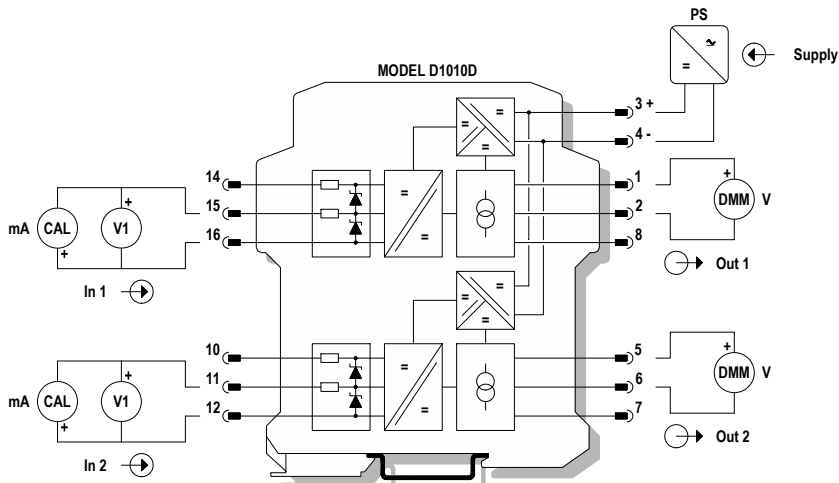 PS
Supply
MODEL D1010D
3 +
4 -
14
15
16
1
2
8
mA
CAL
+
V1
+
In 1
+
DMM
V
Out 1
10
11
12
5
6
7
mA
CAL
+
V1
+
In 2
+
DMM
V
Out 2